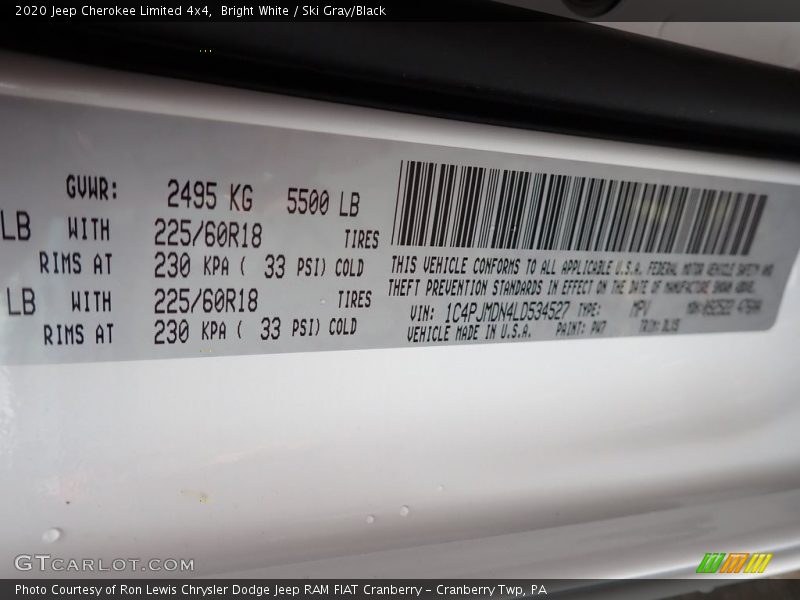 2020 Jeep Cherokee Limited 4x4, Bright White / Ski Gray/Black
GVWR: 2495 KG 5500 LB
LB WITH 225/60R18 TIRES
RIMS AT 230 KPA ( 33 PSI) COLD
LB WITH 225/60R18 TIRES
RIMS AT 230 KPA ( 33 PSI) COLD
THIS VEHICLE CONFORMS TO ALL APPLICABLE U.S.A. FEDERAL MOTOR VEHICLE SAFETY AND
THEFT PREVENTION STANDARDS IN EFFECT ON THE DATE OF MANUFACTURE SHOWN ABOVE.
VIN: 1C4PJMDN4LD534527 TYPE: MPV
VEHICLE MADE IN U.S.A. PAINT: PW7 TRIM:
GTCARLOT.COM
Photo Courtesy of Ron Lewis Chrysler Dodge Jeep RAM FIAT Cranberry – Cranberry Twp, PA